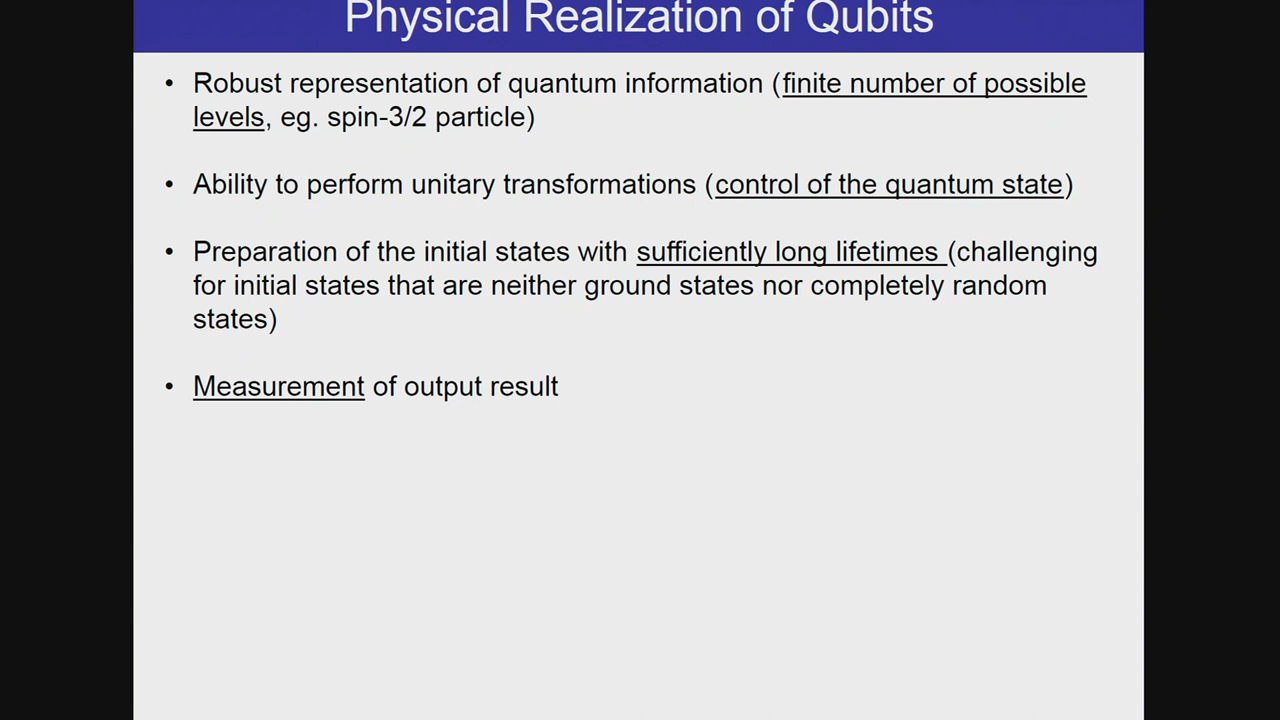 Physical Realization of Qubits
• Robust representation of quantum information (finite number of possible
levels, eg. spin-3/2 particle)
• Ability to perform unitary transformations (control of the quantum state)
• Preparation of the initial states with sufficiently long lifetimes (challenging
for initial states that are neither ground states nor completely random
states)
• Measurement of output result